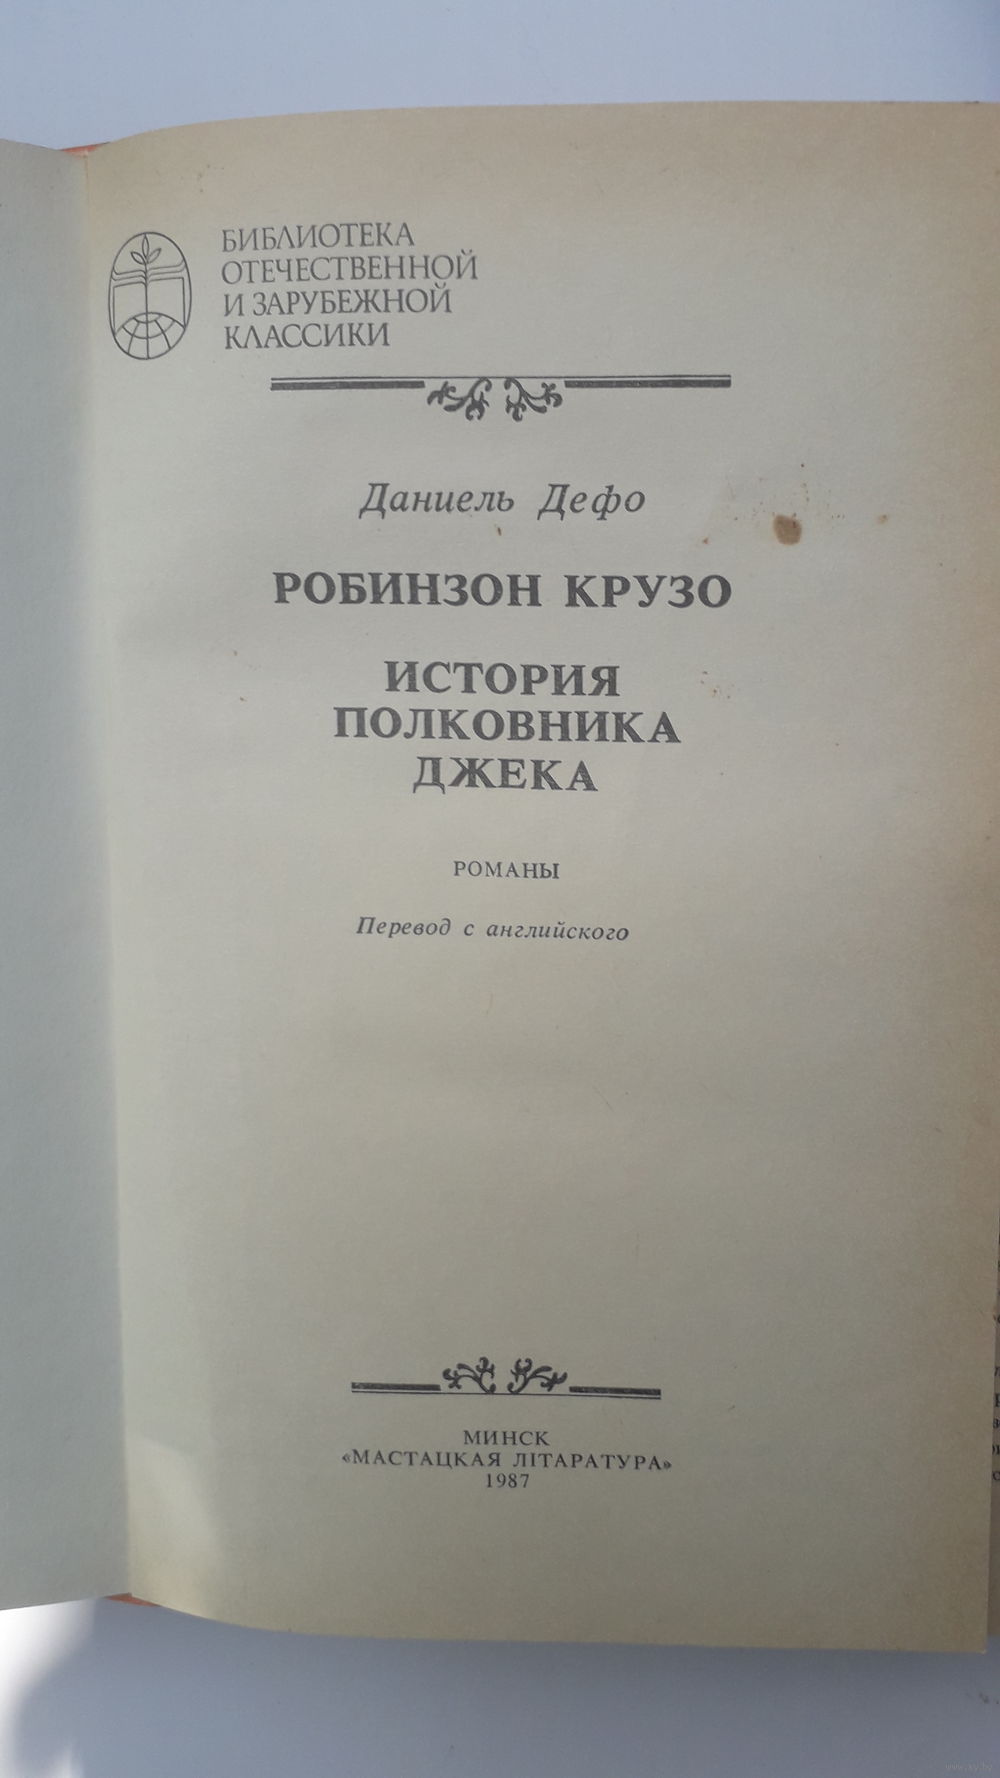 БИБЛИОТЕКА
ОТЕЧЕСТВЕННОЙ
И ЗАРУБЕЖНОЙ
КЛАССИКИ
Даниель Дефо
РОБИНЗОН КРУЗО
ИСТОРИЯ
ПОЛКОВНИКА
ДЖЕКА
РОМАНЫ
Перевод с английского
МИНСК
«МАСТАЦКАЯ ЛІТАРАТУРА»
1987